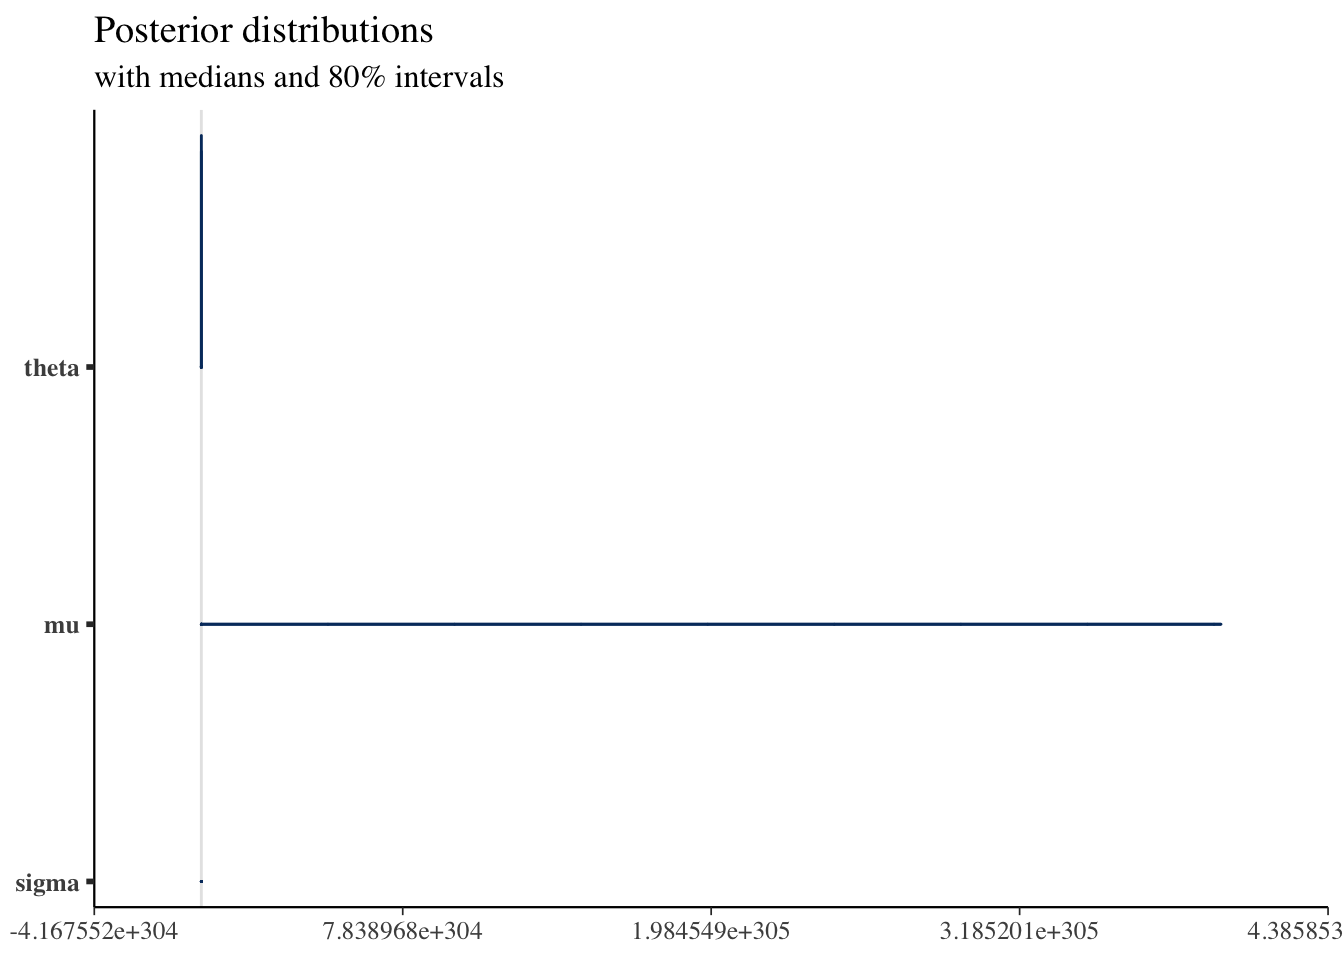 Posterior distributions
with medians and 80% intervals
theta
mu
sigma
-4.167552e+304 7.838968e+304 1.984549e+305 3.185201e+305 4.385853